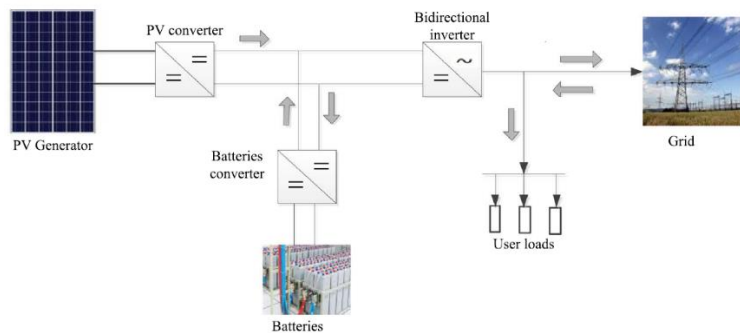 PV converter
Bidirectional
inverter
PV Generator
Grid
Batteries
converter
User loads
Batteries